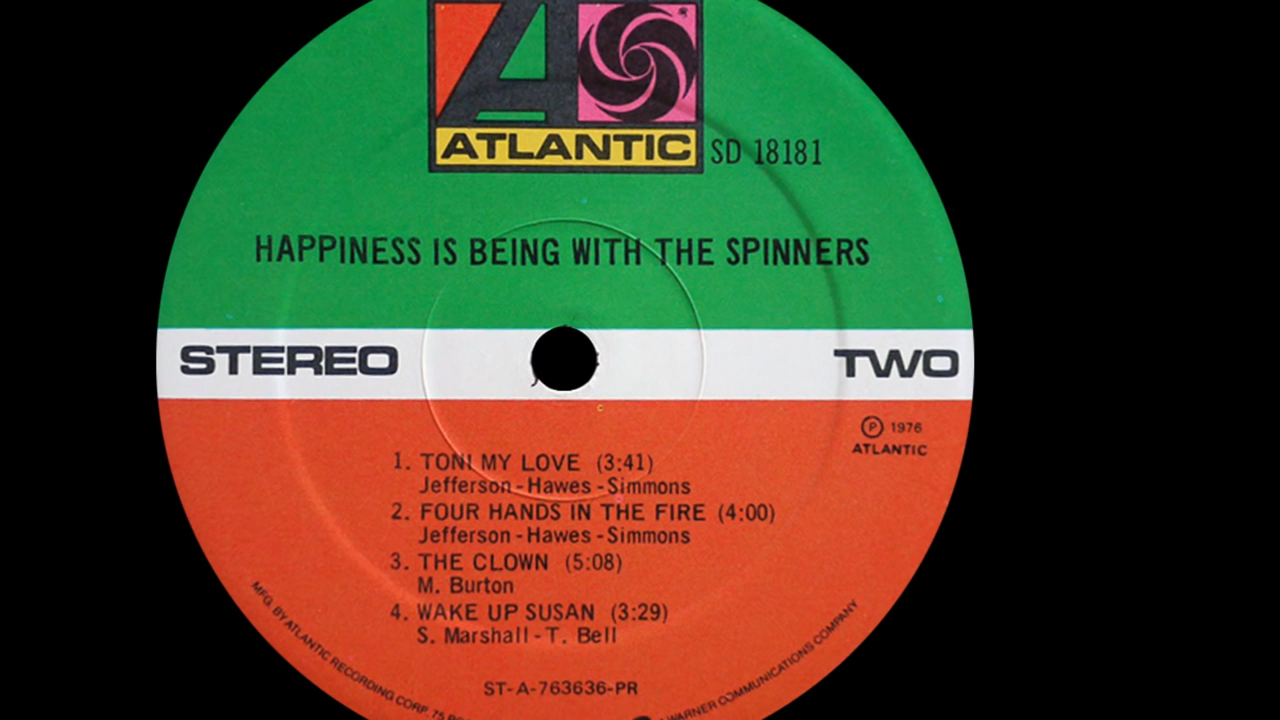 ATLANTIC
SD 18181
HAPPINESS IS BEING WITH THE SPINNERS
STEREO
TWO
Ⓟ 1976
ATLANTIC
1. TONI MY LOVE (3:41)
Jefferson - Hawes - Simmons
2. FOUR HANDS IN THE FIRE (4:00)
Jefferson - Hawes - Simmons
3. THE CLOWN (5:08)
M. Burton
4. WAKE UP SUSAN (3:29)
S. Marshall - T. Bell
ST-A-763636-PR
MFG. BY ATLANTIC RECORDING CORP. 75
WARNER COMMUNICATIONS COMPANY